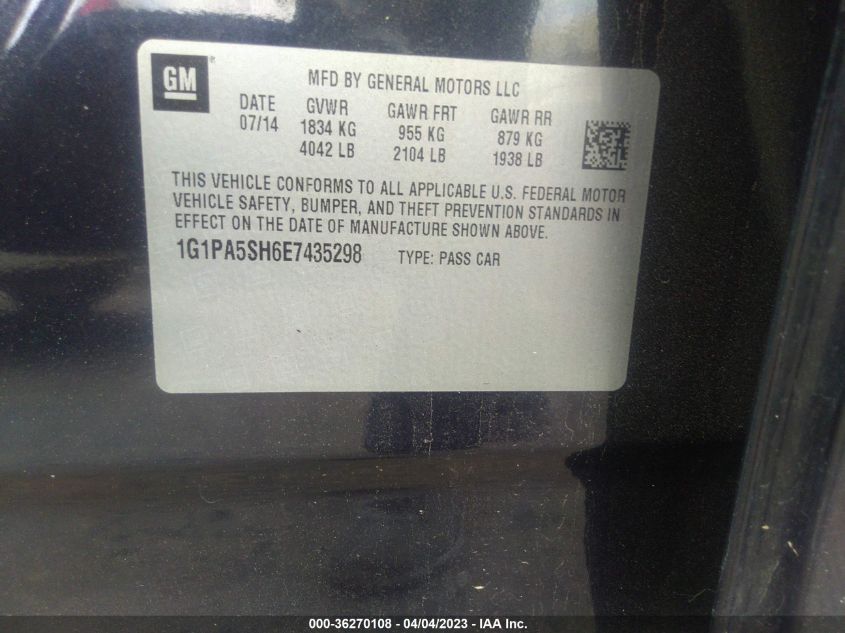 GM
MFD BY GENERAL MOTORS LLC
DATE GVWR GAWR FRT GAWR RR
07/14 1834 KG 955 KG 879 KG
4042 LB 2104 LB 1938 LB
THIS VEHICLE CONFORMS TO ALL APPLICABLE U.S. FEDERAL MOTOR
VEHICLE SAFETY, BUMPER, AND THEFT PREVENTION STANDARDS IN
EFFECT ON THE DATE OF MANUFACTURE SHOWN ABOVE.
1G1PA5SH6E7435298 TYPE: PASS CAR
000-36270108 - 04/04/2023 - IAA Inc.